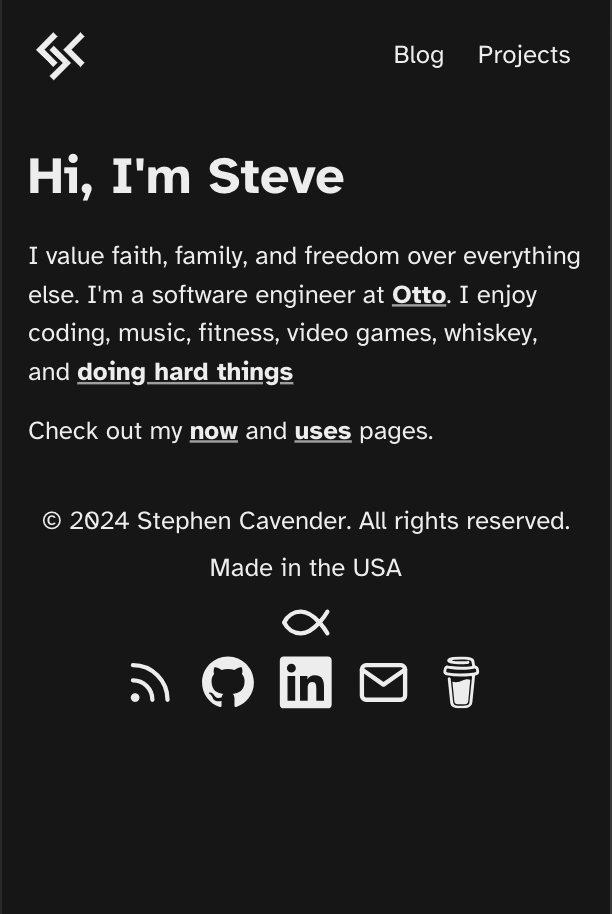 Blog Projects
Hi, I'm Steve
I value faith, family, and freedom over everything
else. I'm a software engineer at Otto. I enjoy
coding, music, fitness, video games, whiskey,
and doing hard things
Check out my now and uses pages.
© 2024 Stephen Cavender. All rights reserved.
Made in the USA
in